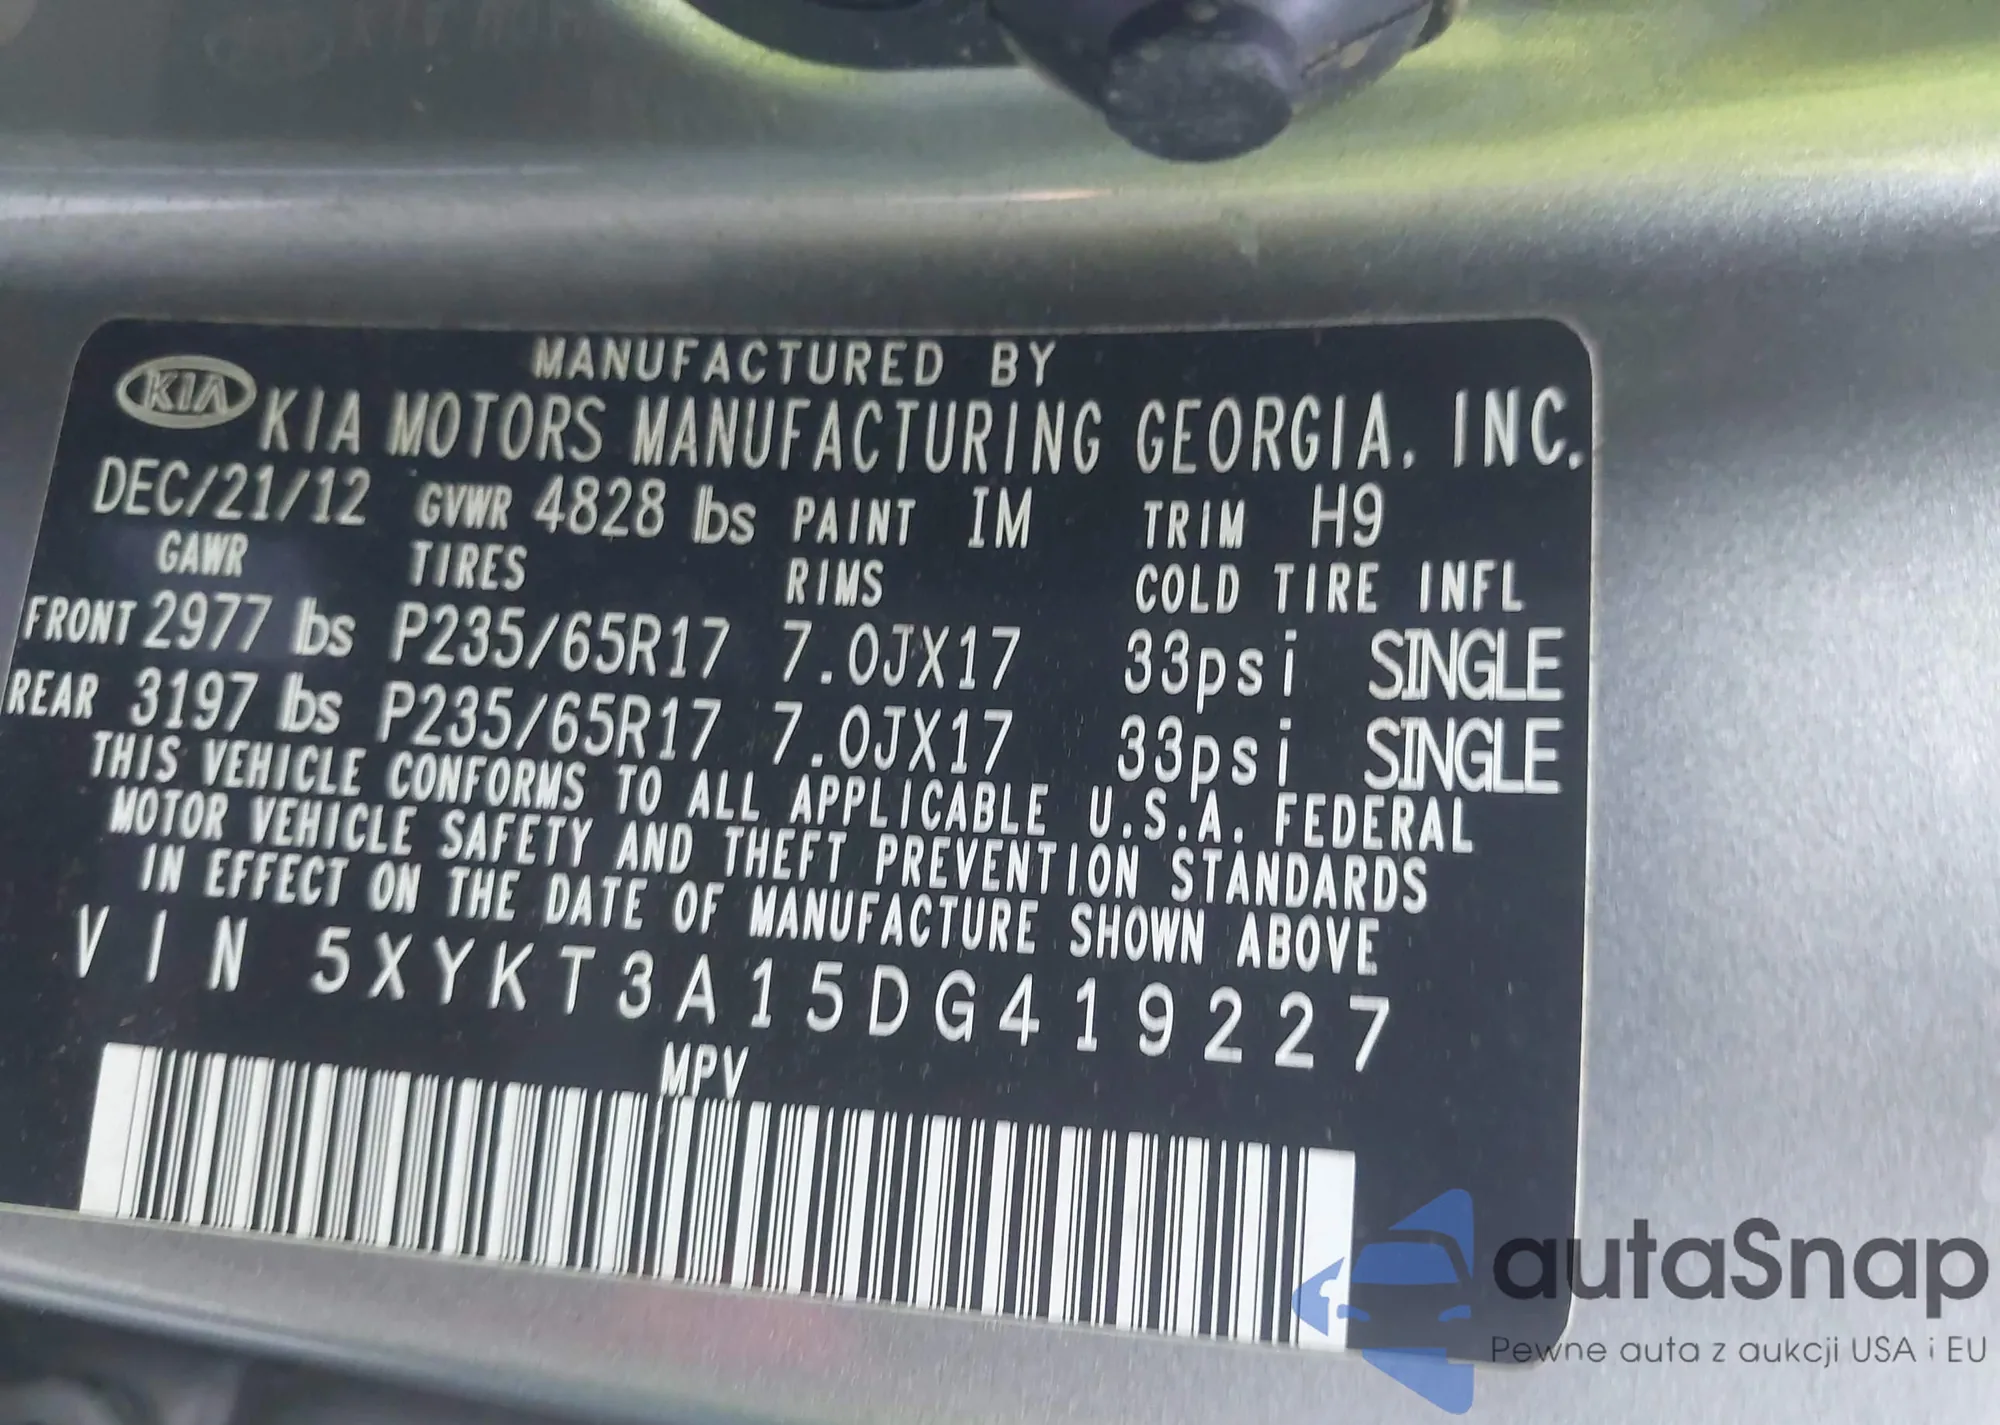 MANUFACTURED BY
KIA KIA MOTORS MANUFACTURING GEORGIA, INC.
DEC/21/12 GVWR 4828 lbs PAINT IM TRIM H9
GAWR TIRES RIMS COLD TIRE INFL
FRONT 2977 lbs P235/65R17 7.0JX17 33psi SINGLE
REAR 3197 lbs P235/65R17 7.0JX17 33psi SINGLE
THIS VEHICLE CONFORMS TO ALL APPLICABLE U.S.A. FEDERAL
MOTOR VEHICLE SAFETY AND THEFT PREVENTION STANDARDS
IN EFFECT ON THE DATE OF MANUFACTURE SHOWN ABOVE
VIN 5XYKT3A15DG419227
MPV
autaSnap
Pewne auta z aukcji USA i EU